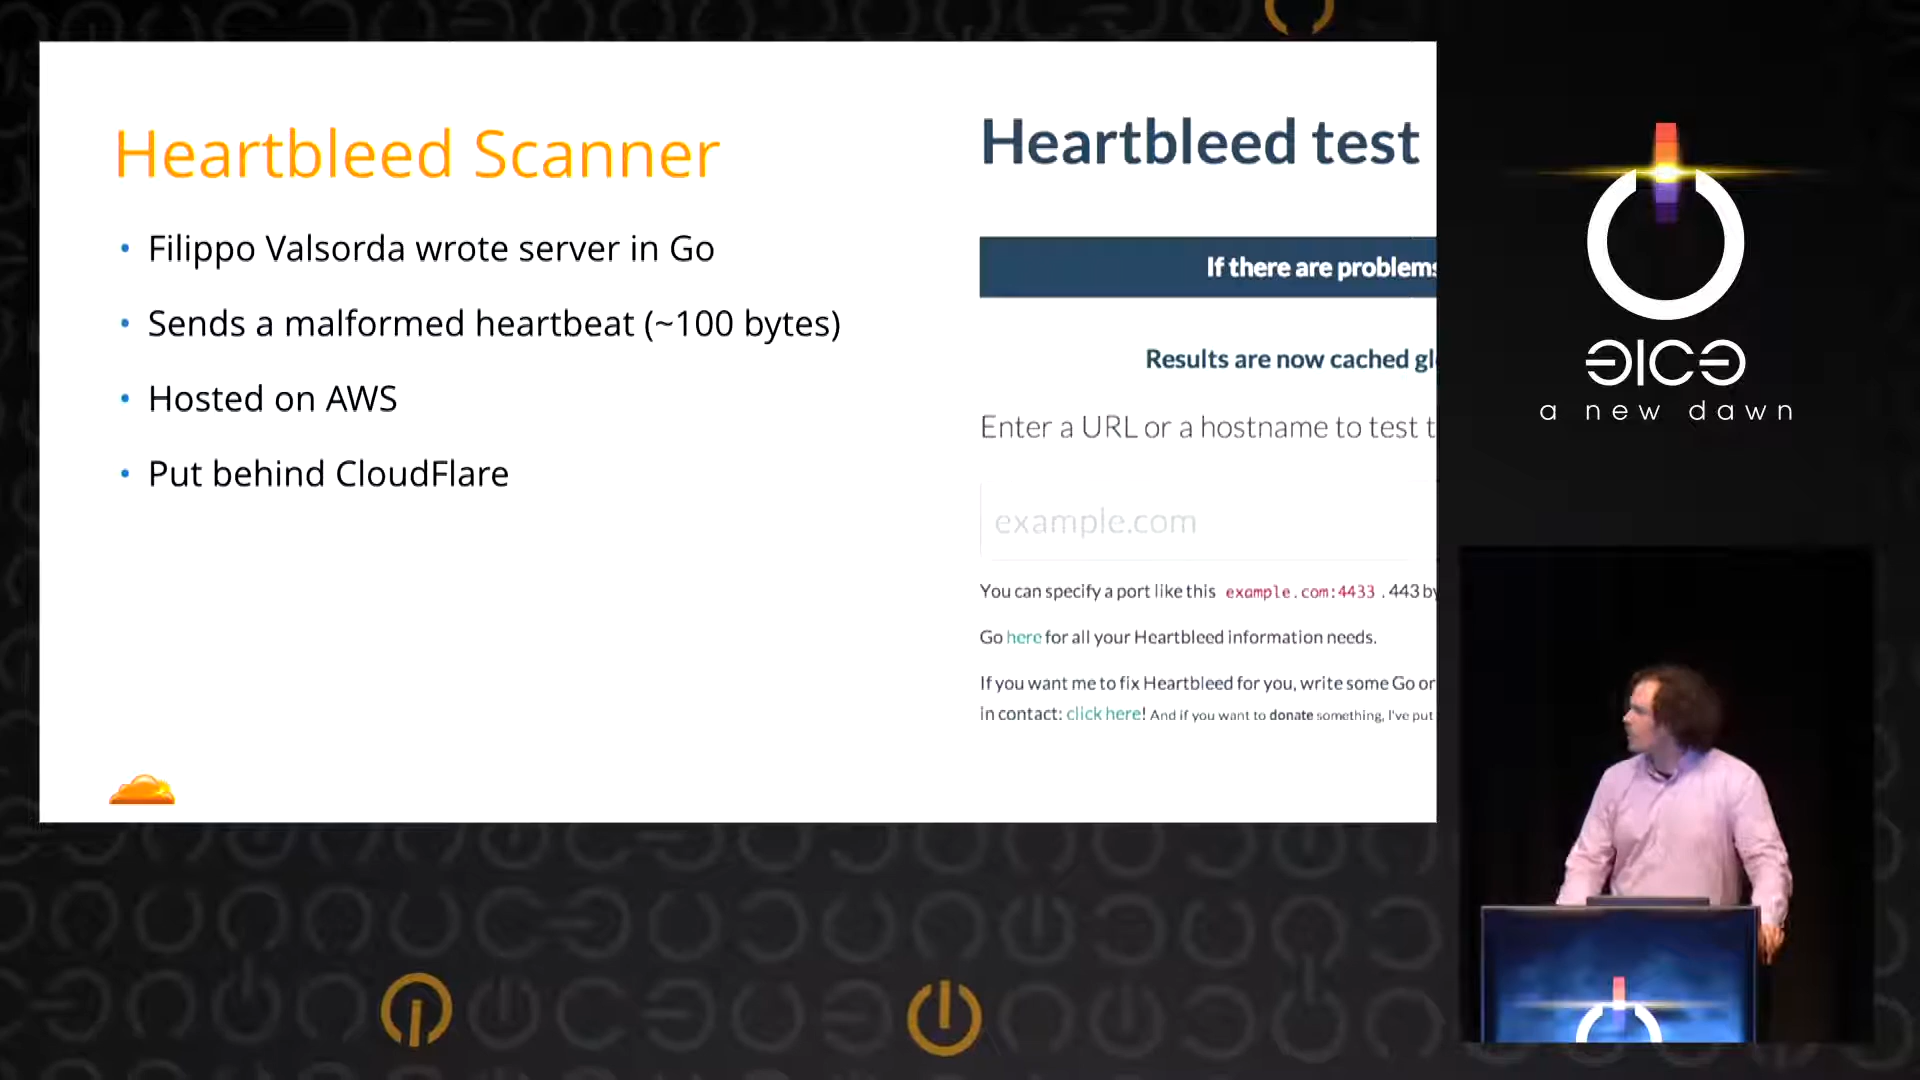 Heartbleed Scanner
• Filippo Valsorda wrote server in Go
• Sends a malformed heartbeat (~100 bytes)
• Hosted on AWS
• Put behind CloudFlare
Heartbleed test
If there are problems
Results are now cached gl
Enter a URL or a hostname to test t
example.com
You can specify a port like this example.com:4433 . 443 by
Go here for all your Heartbleed information needs.
If you want me to fix Heartbleed for you, write some Go or
in contact: click here! And if you want to donate something, I've put
a new dawn